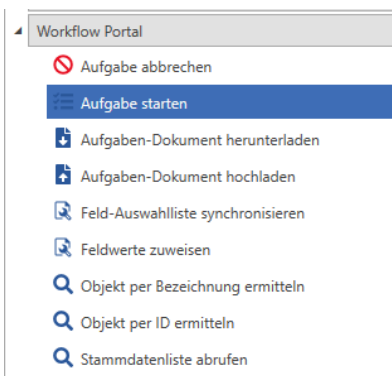 Workflow Portal
Aufgabe abbrechen
Aufgabe starten
Aufgaben-Dokument herunterladen
Aufgaben-Dokument hochladen
Feld-Auswahlliste synchronisieren
Feldwerte zuweisen
Objekt per Bezeichnung ermitteln
Objekt per ID ermitteln
Stammdatenliste abrufen